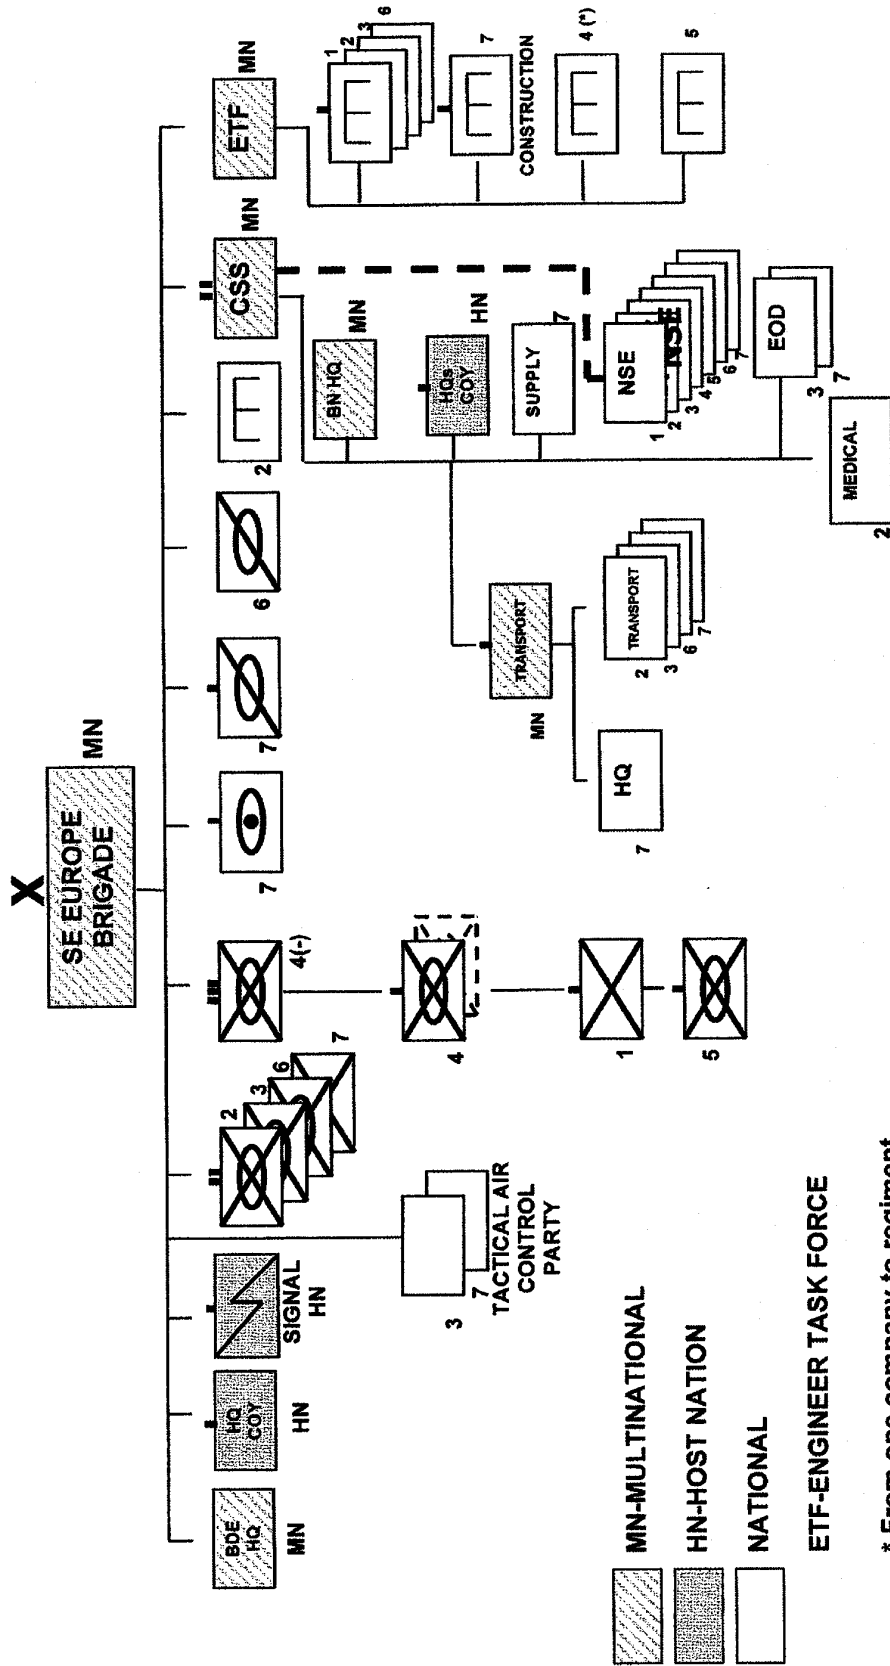 X
SE EUROPE
BRIGADE
MN
BDE
HQ
MN
HQ
COY
HN
SIGNAL
HN
3
7
TACTICAL AIR
CONTROL
PARTY
2
3
6
7
4(-)
4
1
5
7
7
6
2
CSS
MN
BN HQ
MN
HQs
COY
HN
SUPPLY
7
NSE
NSE
1
2
3
4
5
6
7
EOD
3
7
MEDICAL
2
TRANSPORT
MN
HQ
7
TRANSPORT
2
3
6
7
ETF
MN
1
2
3
6
7
CONSTRUCTION
4 (*)
5
MN-MULTINATIONAL
HN-HOST NATION
NATIONAL
ETF-ENGINEER TASK FORCE
* From one company to regiment